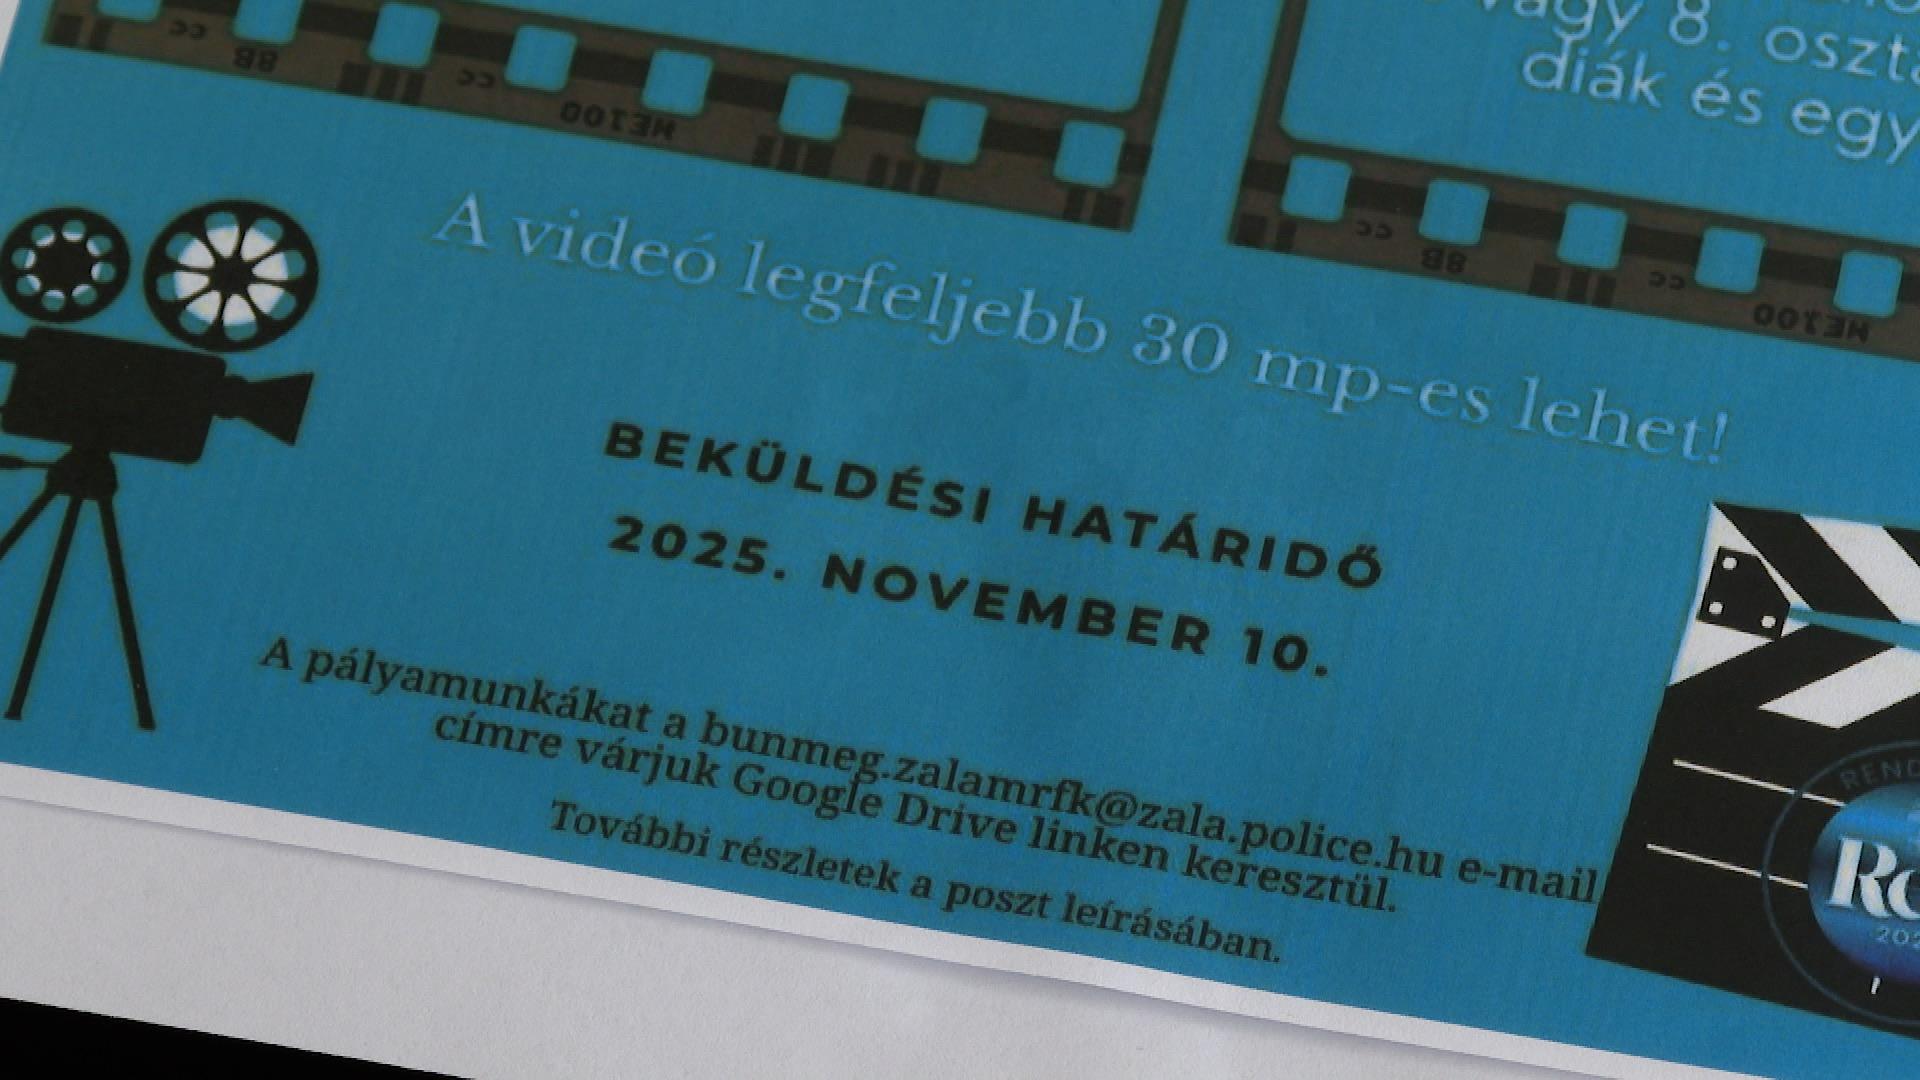 vagy 8.
diák és egy
A videó legfeljebb 30 mp-es lehet!
BEKÜLDÉSI HATÁRIDŐ
2025. NOVEMBER 10.
A pályamunkákat a bunmeg.zalamrfk@zala.police.hu e-mail
címre várjuk Google Drive linken keresztül.
További részletek a poszt leírásában.